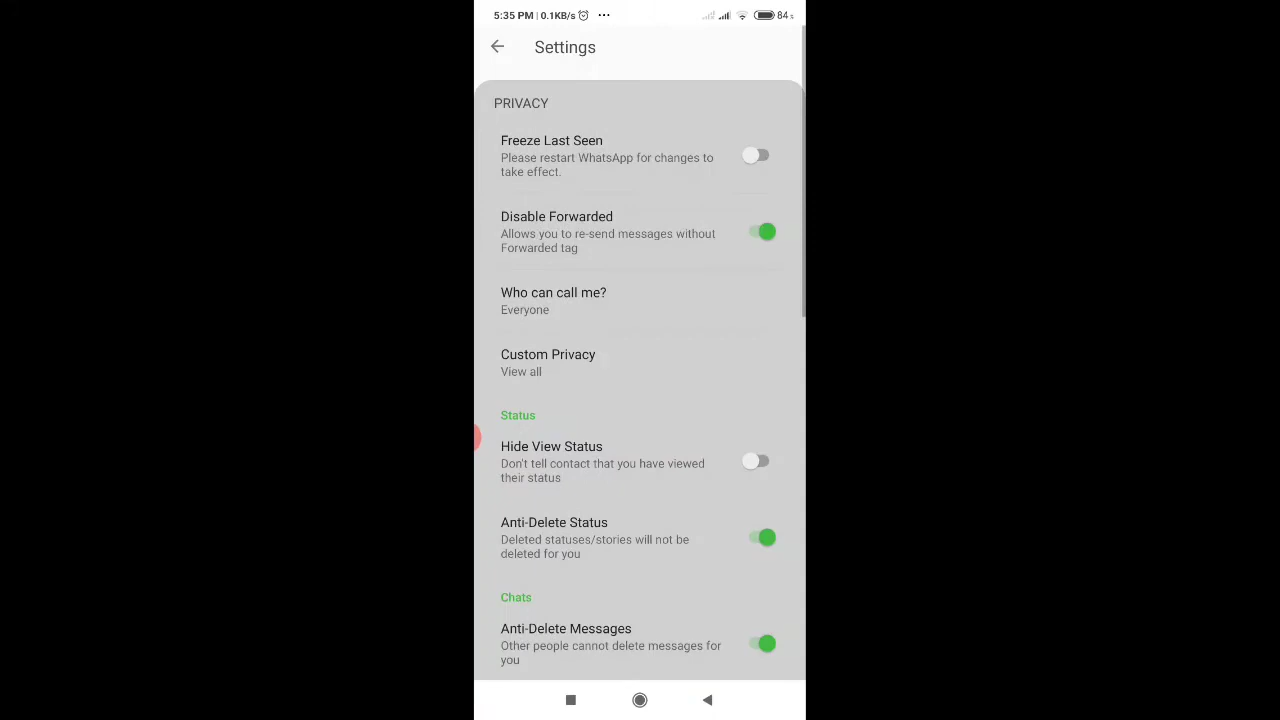 5:35 PM | 0.1KB/s ... 84%
Settings
PRIVACY
Freeze Last Seen
Please restart WhatsApp for changes to
take effect.
Disable Forwarded
Allows you to re-send messages without
Forwarded tag
Who can call me?
Everyone
Custom Privacy
View all
Status
Hide View Status
Don't tell contact that you have viewed
their status
Anti-Delete Status
Deleted statuses/stories will not be
deleted for you
Chats
Anti-Delete Messages
Other people cannot delete messages for
you